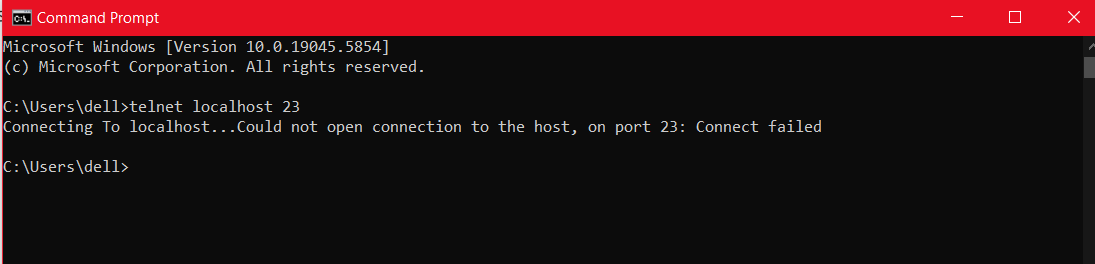 Command Prompt
Microsoft Windows [Version 10.0.19045.5854]
(c) Microsoft Corporation. All rights reserved.
C:\Users\dell>telnet localhost 23
Connecting To localhost...Could not open connection to the host, on port 23: Connect failed
C:\Users\dell>